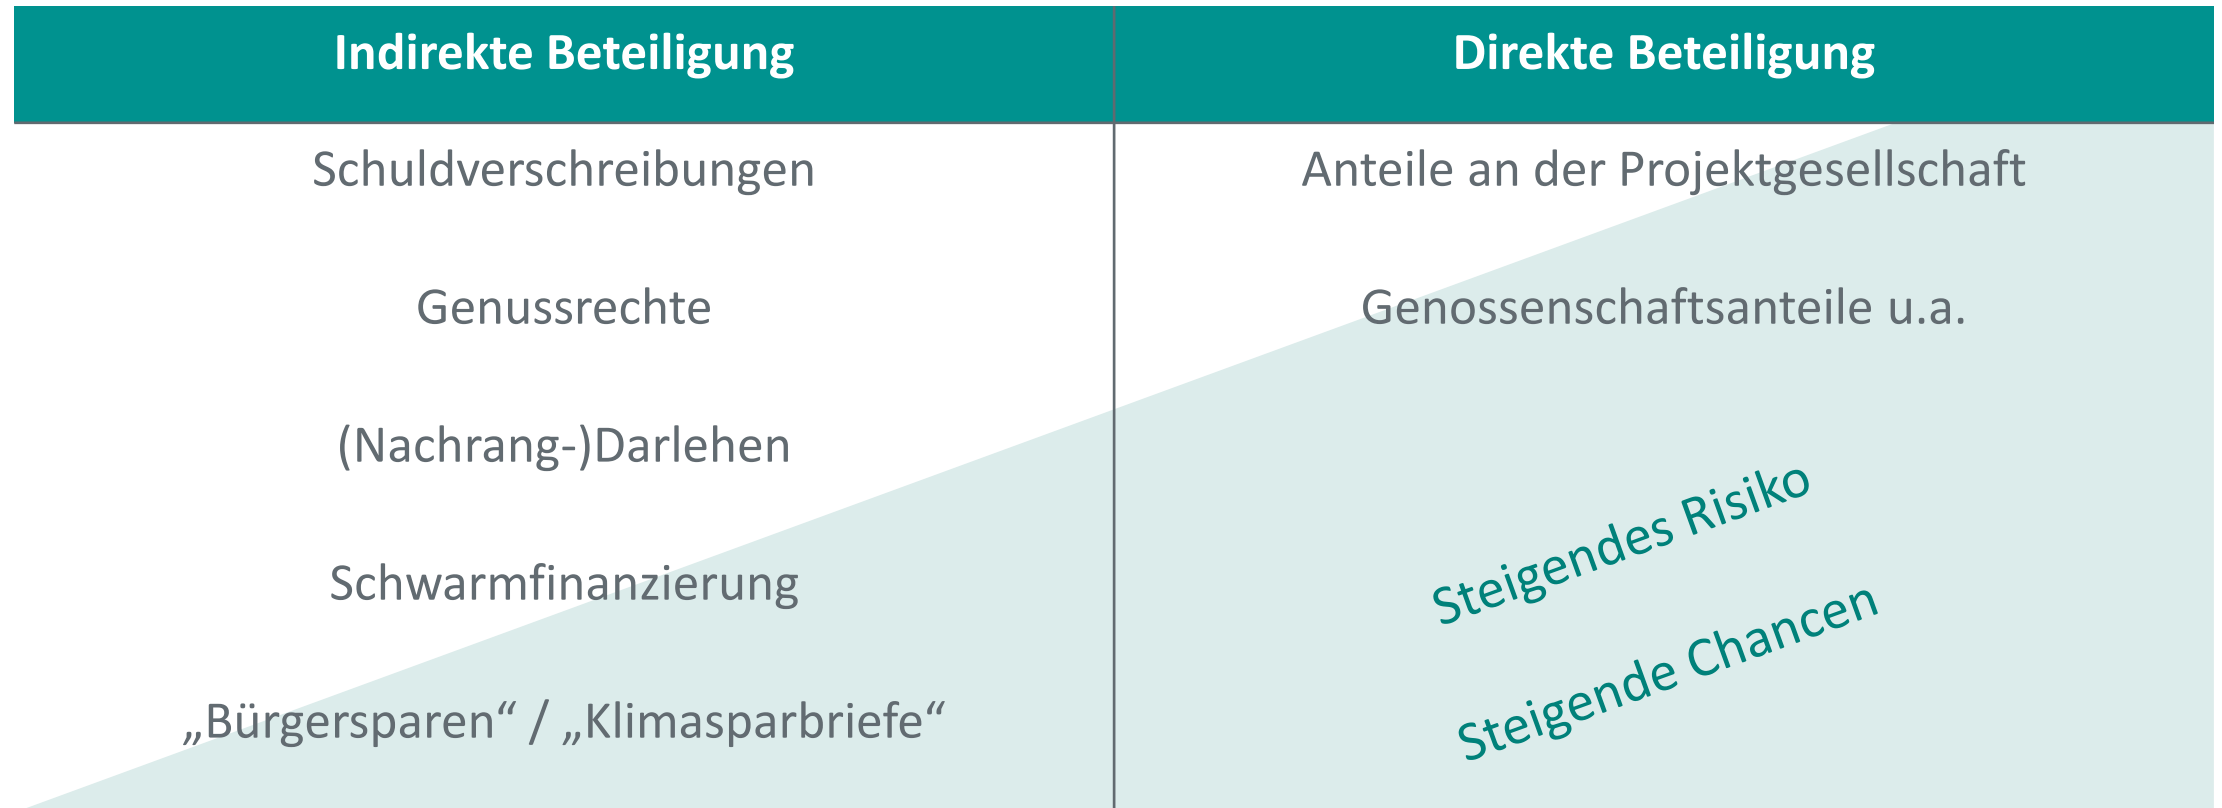 Indirekte Beteiligung
Direkte Beteiligung
Schuldverschreibungen
Anteile an der Projektgesellschaft
Genussrechte
Genossenschaftsanteile u.a.
(Nachrang-)Darlehen
Schwarmfinanzierung
„Bürgersparen“ / „Klimasparbriefe“
Steigendes Risiko
Steigende Chancen